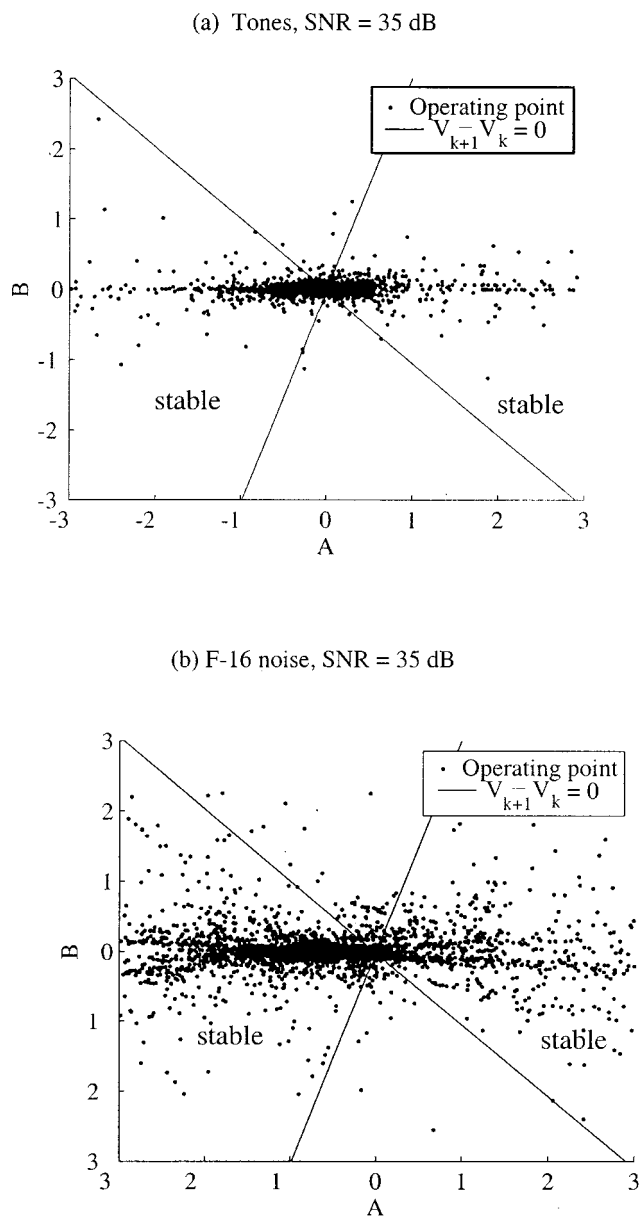 (a) Tones, SNR = 35 dB
3
Operating point
V_{k+1} - V_k = 0
2
1
B
0
-1
stable
stable
-2
-3
-3
-2
-1
0
1
2
3
A
(b) F-16 noise, SNR = 35 dB
3
Operating point
V_{k+1} - V_k = 0
2
1
B
0
1
stable
stable
2
3
3
2
1
0
1
2
3
A